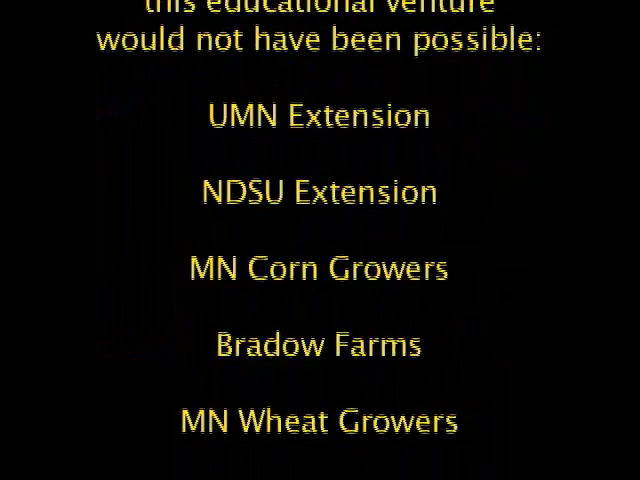 this educational venture
would not have been possible:
UMN Extension
NDSU Extension
MN Corn Growers
Bradow Farms
MN Wheat Growers